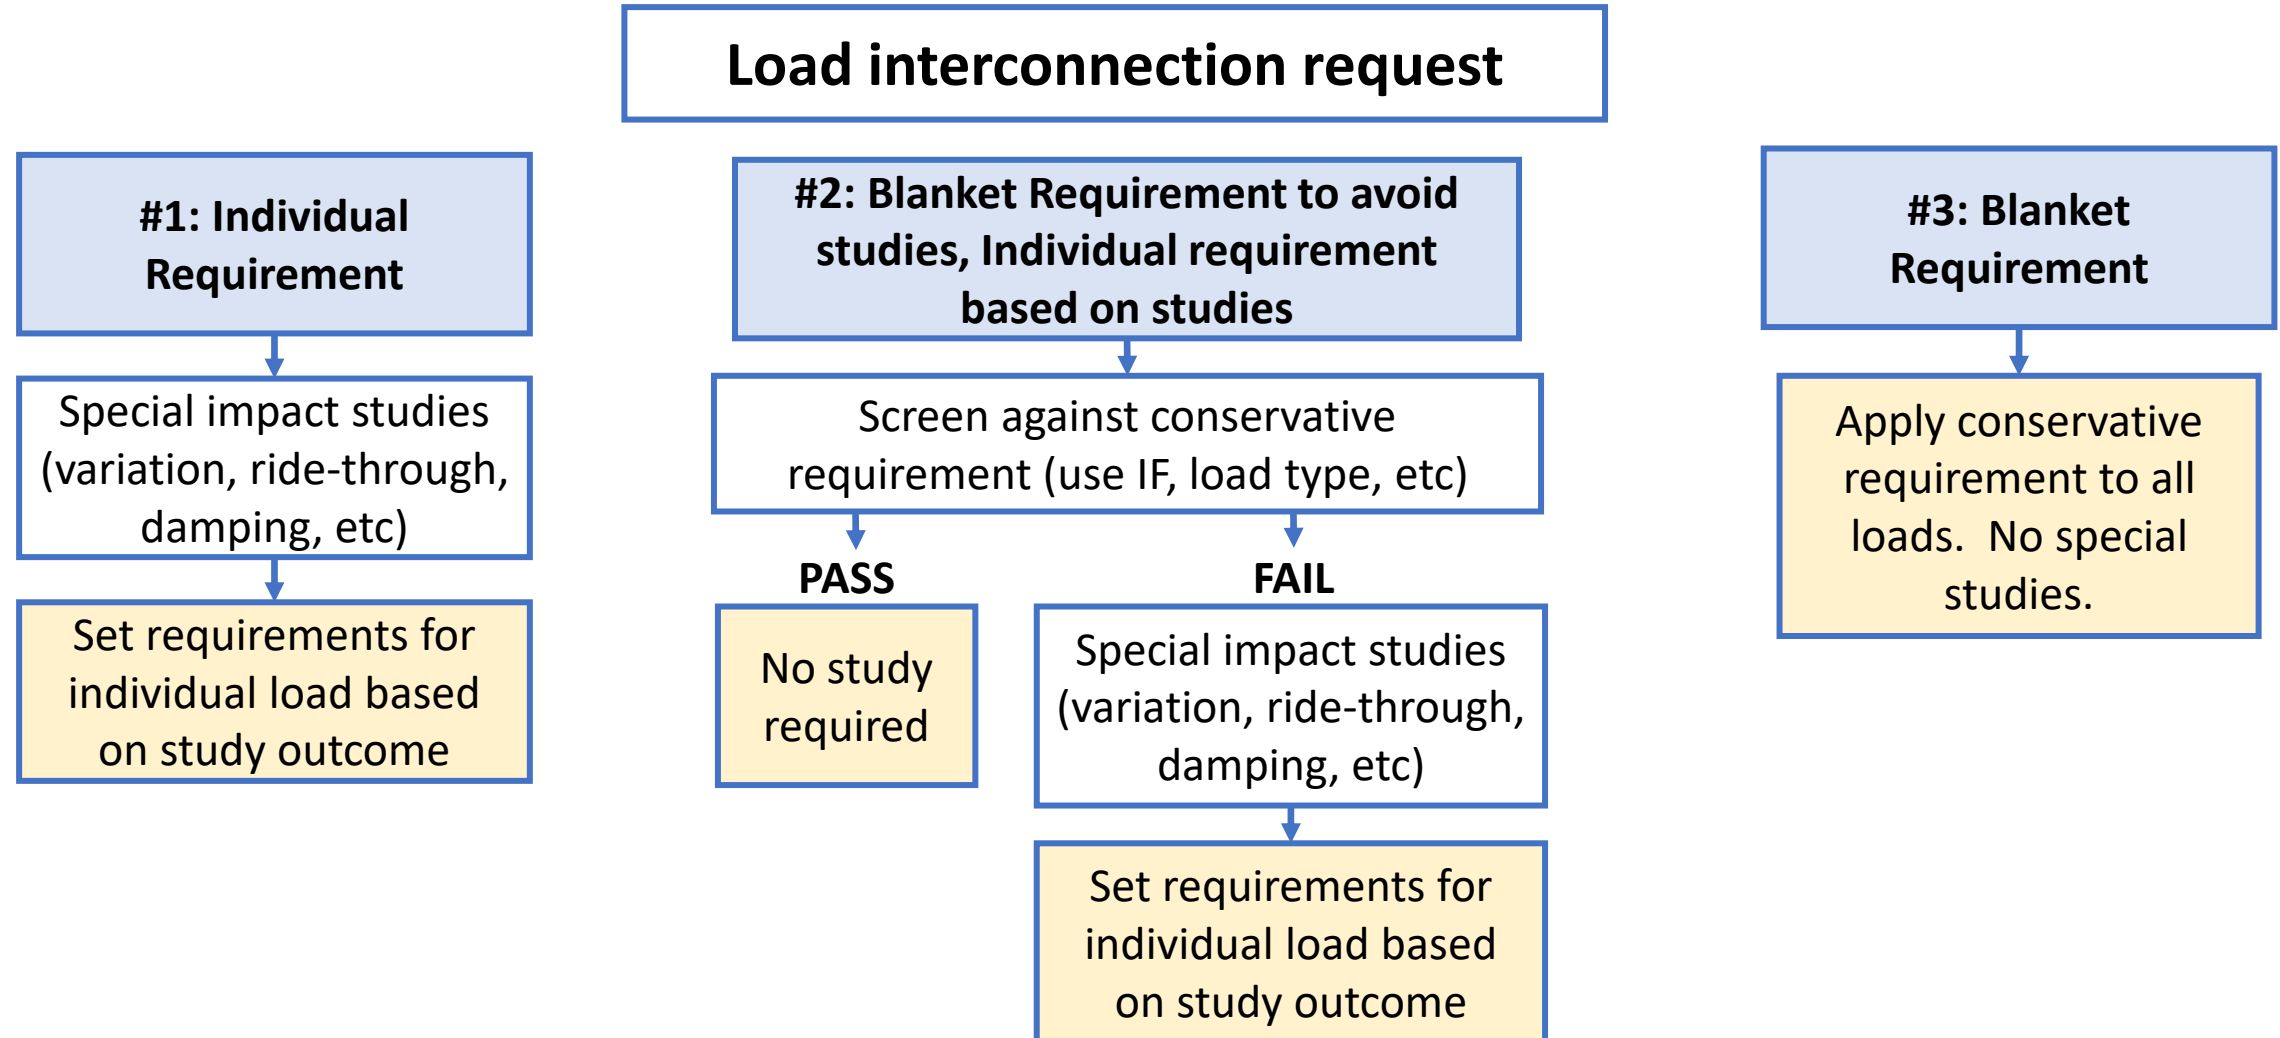 Load interconnection request
#1: Individual
Requirement
Special impact studies
(variation, ride-through,
damping, etc)
Set requirements for
individual load based
on study outcome
#2: Blanket Requirement to avoid
studies, Individual requirement
based on studies
Screen against conservative
requirement (use IF, load type, etc)
PASS
No study
required
FAIL
Special impact studies
(variation, ride-through,
damping, etc)
Set requirements for
individual load based
on study outcome
#3: Blanket
Requirement
Apply conservative
requirement to all
loads.  No special
studies.